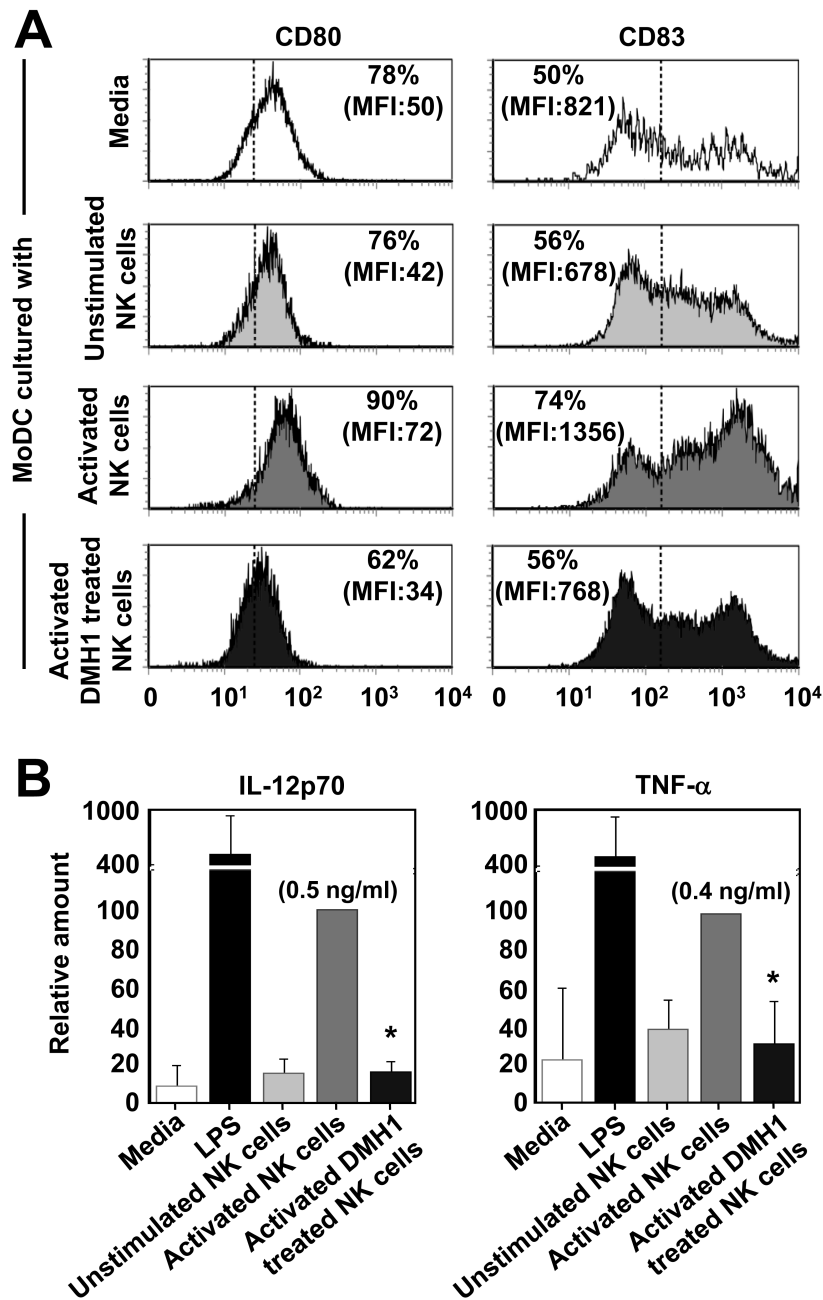 A
CD80
CD83
MoDC cultured with
Media
78%
(MFI:50)
50%
(MFI:821)
Unstimulated
NK cells
76%
(MFI:42)
56%
(MFI:678)
Activated
NK cells
90%
(MFI:72)
74%
(MFI:1356)
Activated
DMH1 treated
NK cells
62%
(MFI:34)
56%
(MFI:768)
0 10¹ 10² 10³ 10⁴
0 10¹ 10² 10³ 10⁴
B
IL-12p70
Relative amount
1000
400
100
80
60
40
20
0
(0.5 ng/ml)
*
Media
LPS
Unstimulated NK cells
Activated NK cells
Activated DMH1
treated NK cells
TNF-α
1000
400
100
80
60
40
20
0
(0.4 ng/ml)
*
Media
LPS
Unstimulated NK cells
Activated NK cells
Activated DMH1
treated NK cells